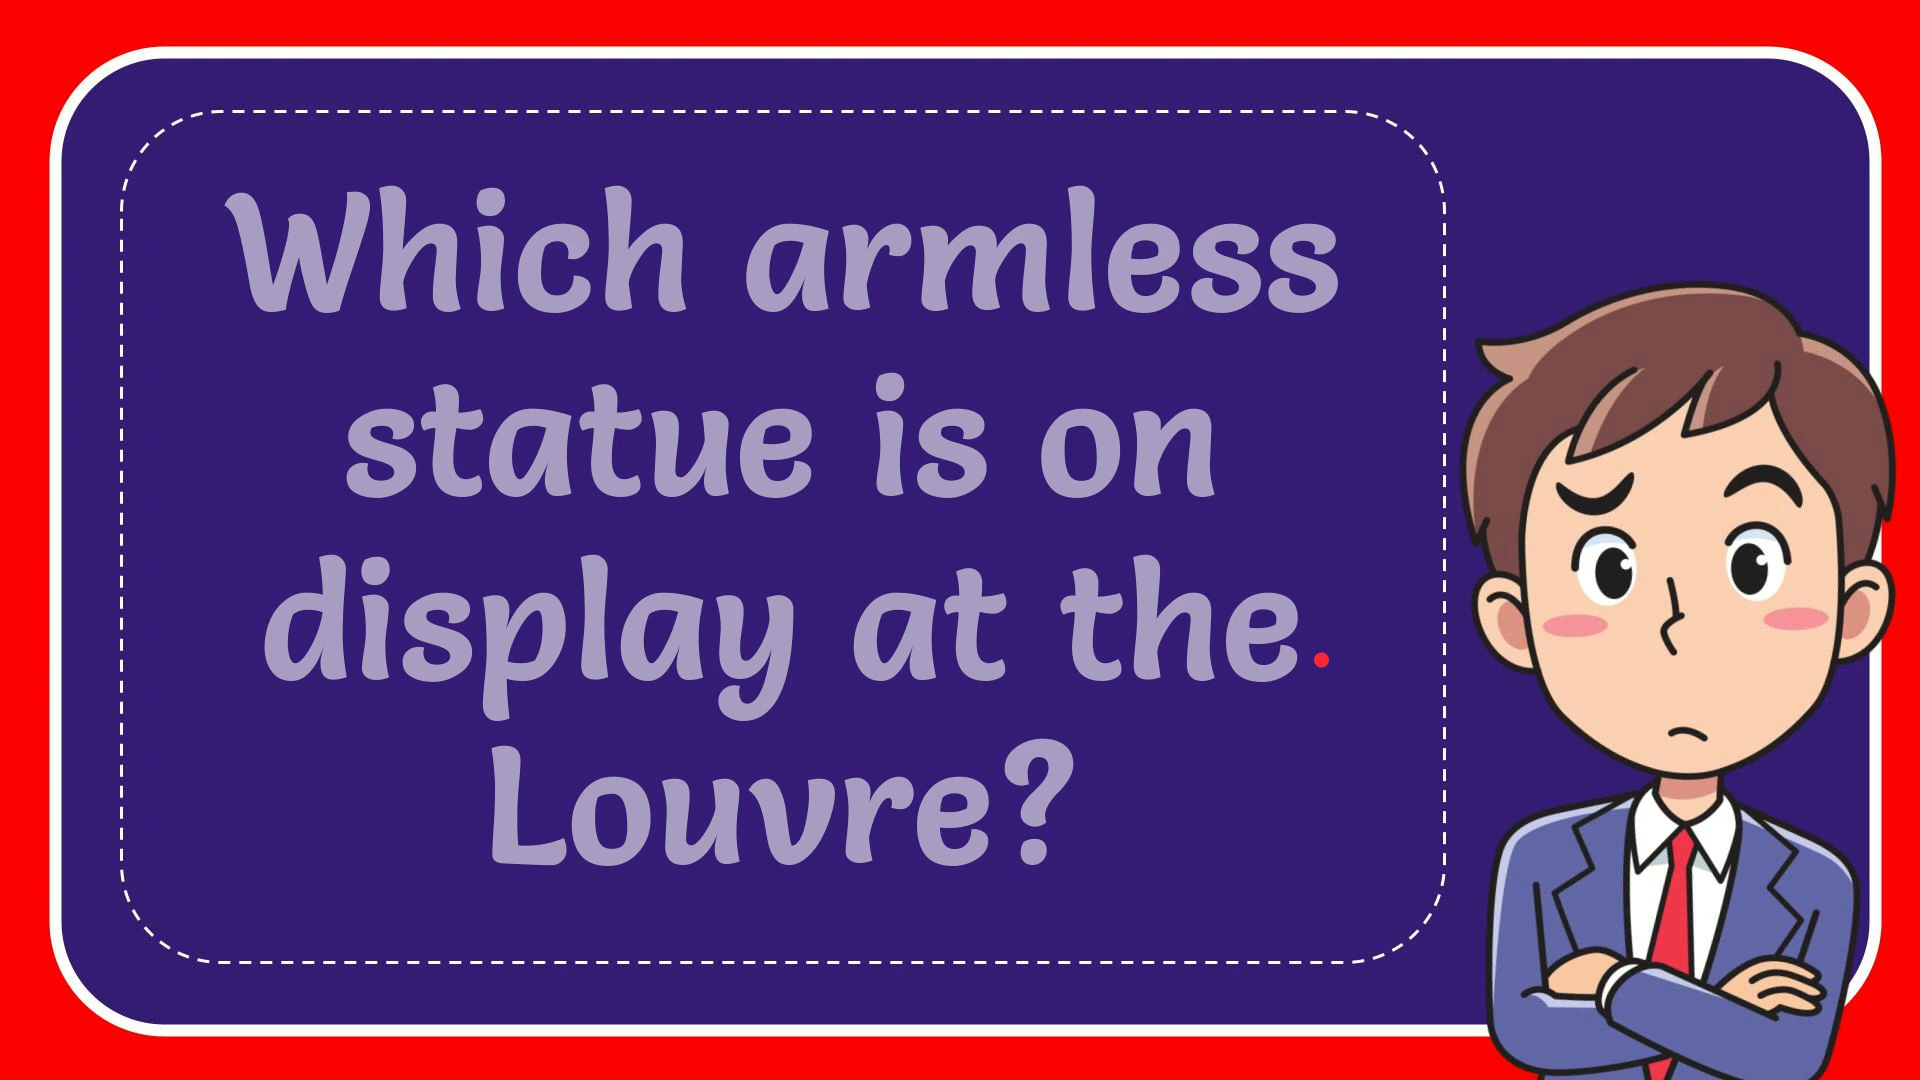 Which armless
statue is on
display at the.
Louvre?